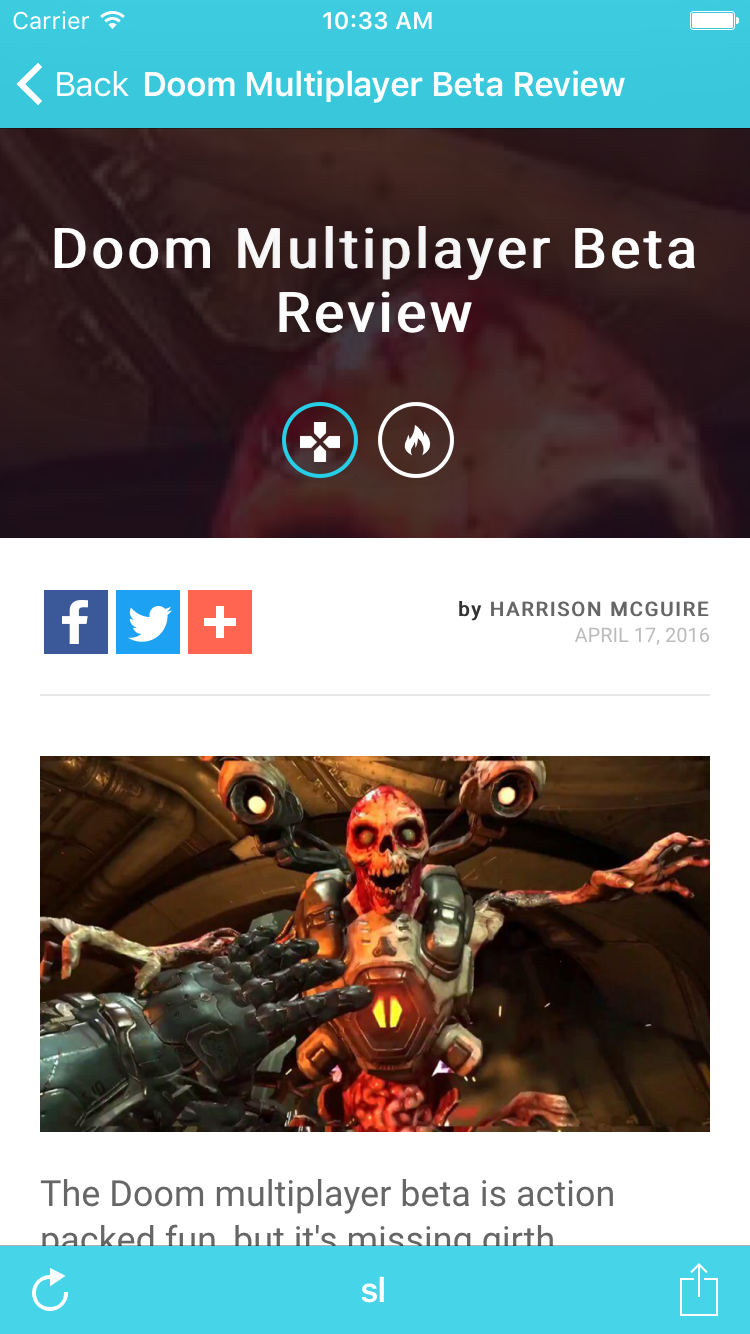 Carrier 10:33 AM
Back Doom Multiplayer Beta Review
Doom Multiplayer Beta
Review
by HARRISON MCGUIRE
APRIL 17, 2016
The Doom multiplayer beta is action
packed fun, but it's missing girth
sl